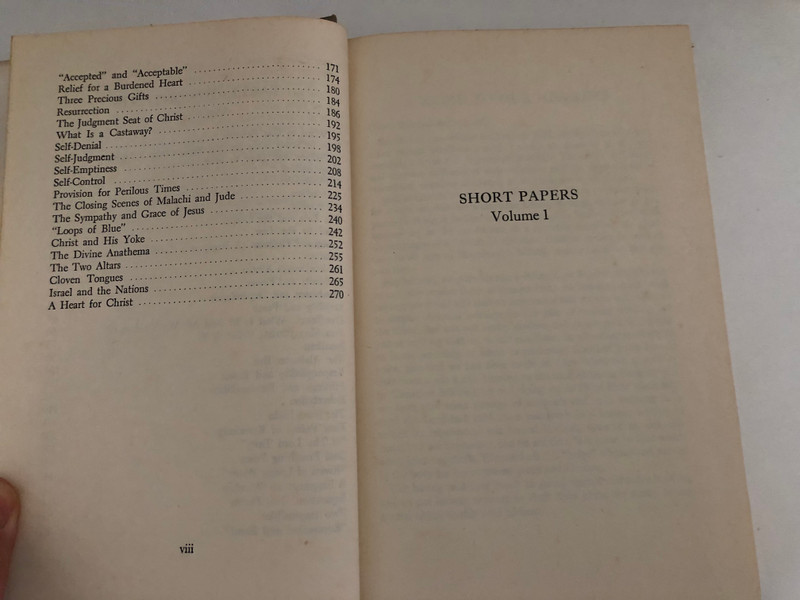 "Accepted" and "Acceptable" 171
Relief for a Burdened Heart 174
Three Precious Gifts 180
Resurrection 184
The Judgment Seat of Christ 186
What Is a Castaway? 192
Self-Denial 195
Self-Judgment 198
Self-Emptiness 202
Self-Control 208
Provision for Perilous Times 214
The Closing Scenes of Malachi and Jude 225
The Sympathy and Grace of Jesus 234
"Loops of Blue" 240
Christ and His Yoke 242
The Divine Anathema 252
The Two Altars 255
Cloven Tongues 261
Israel and the Nations 265
A Heart for Christ 270
viii
SHORT PAPERS
Volume 1